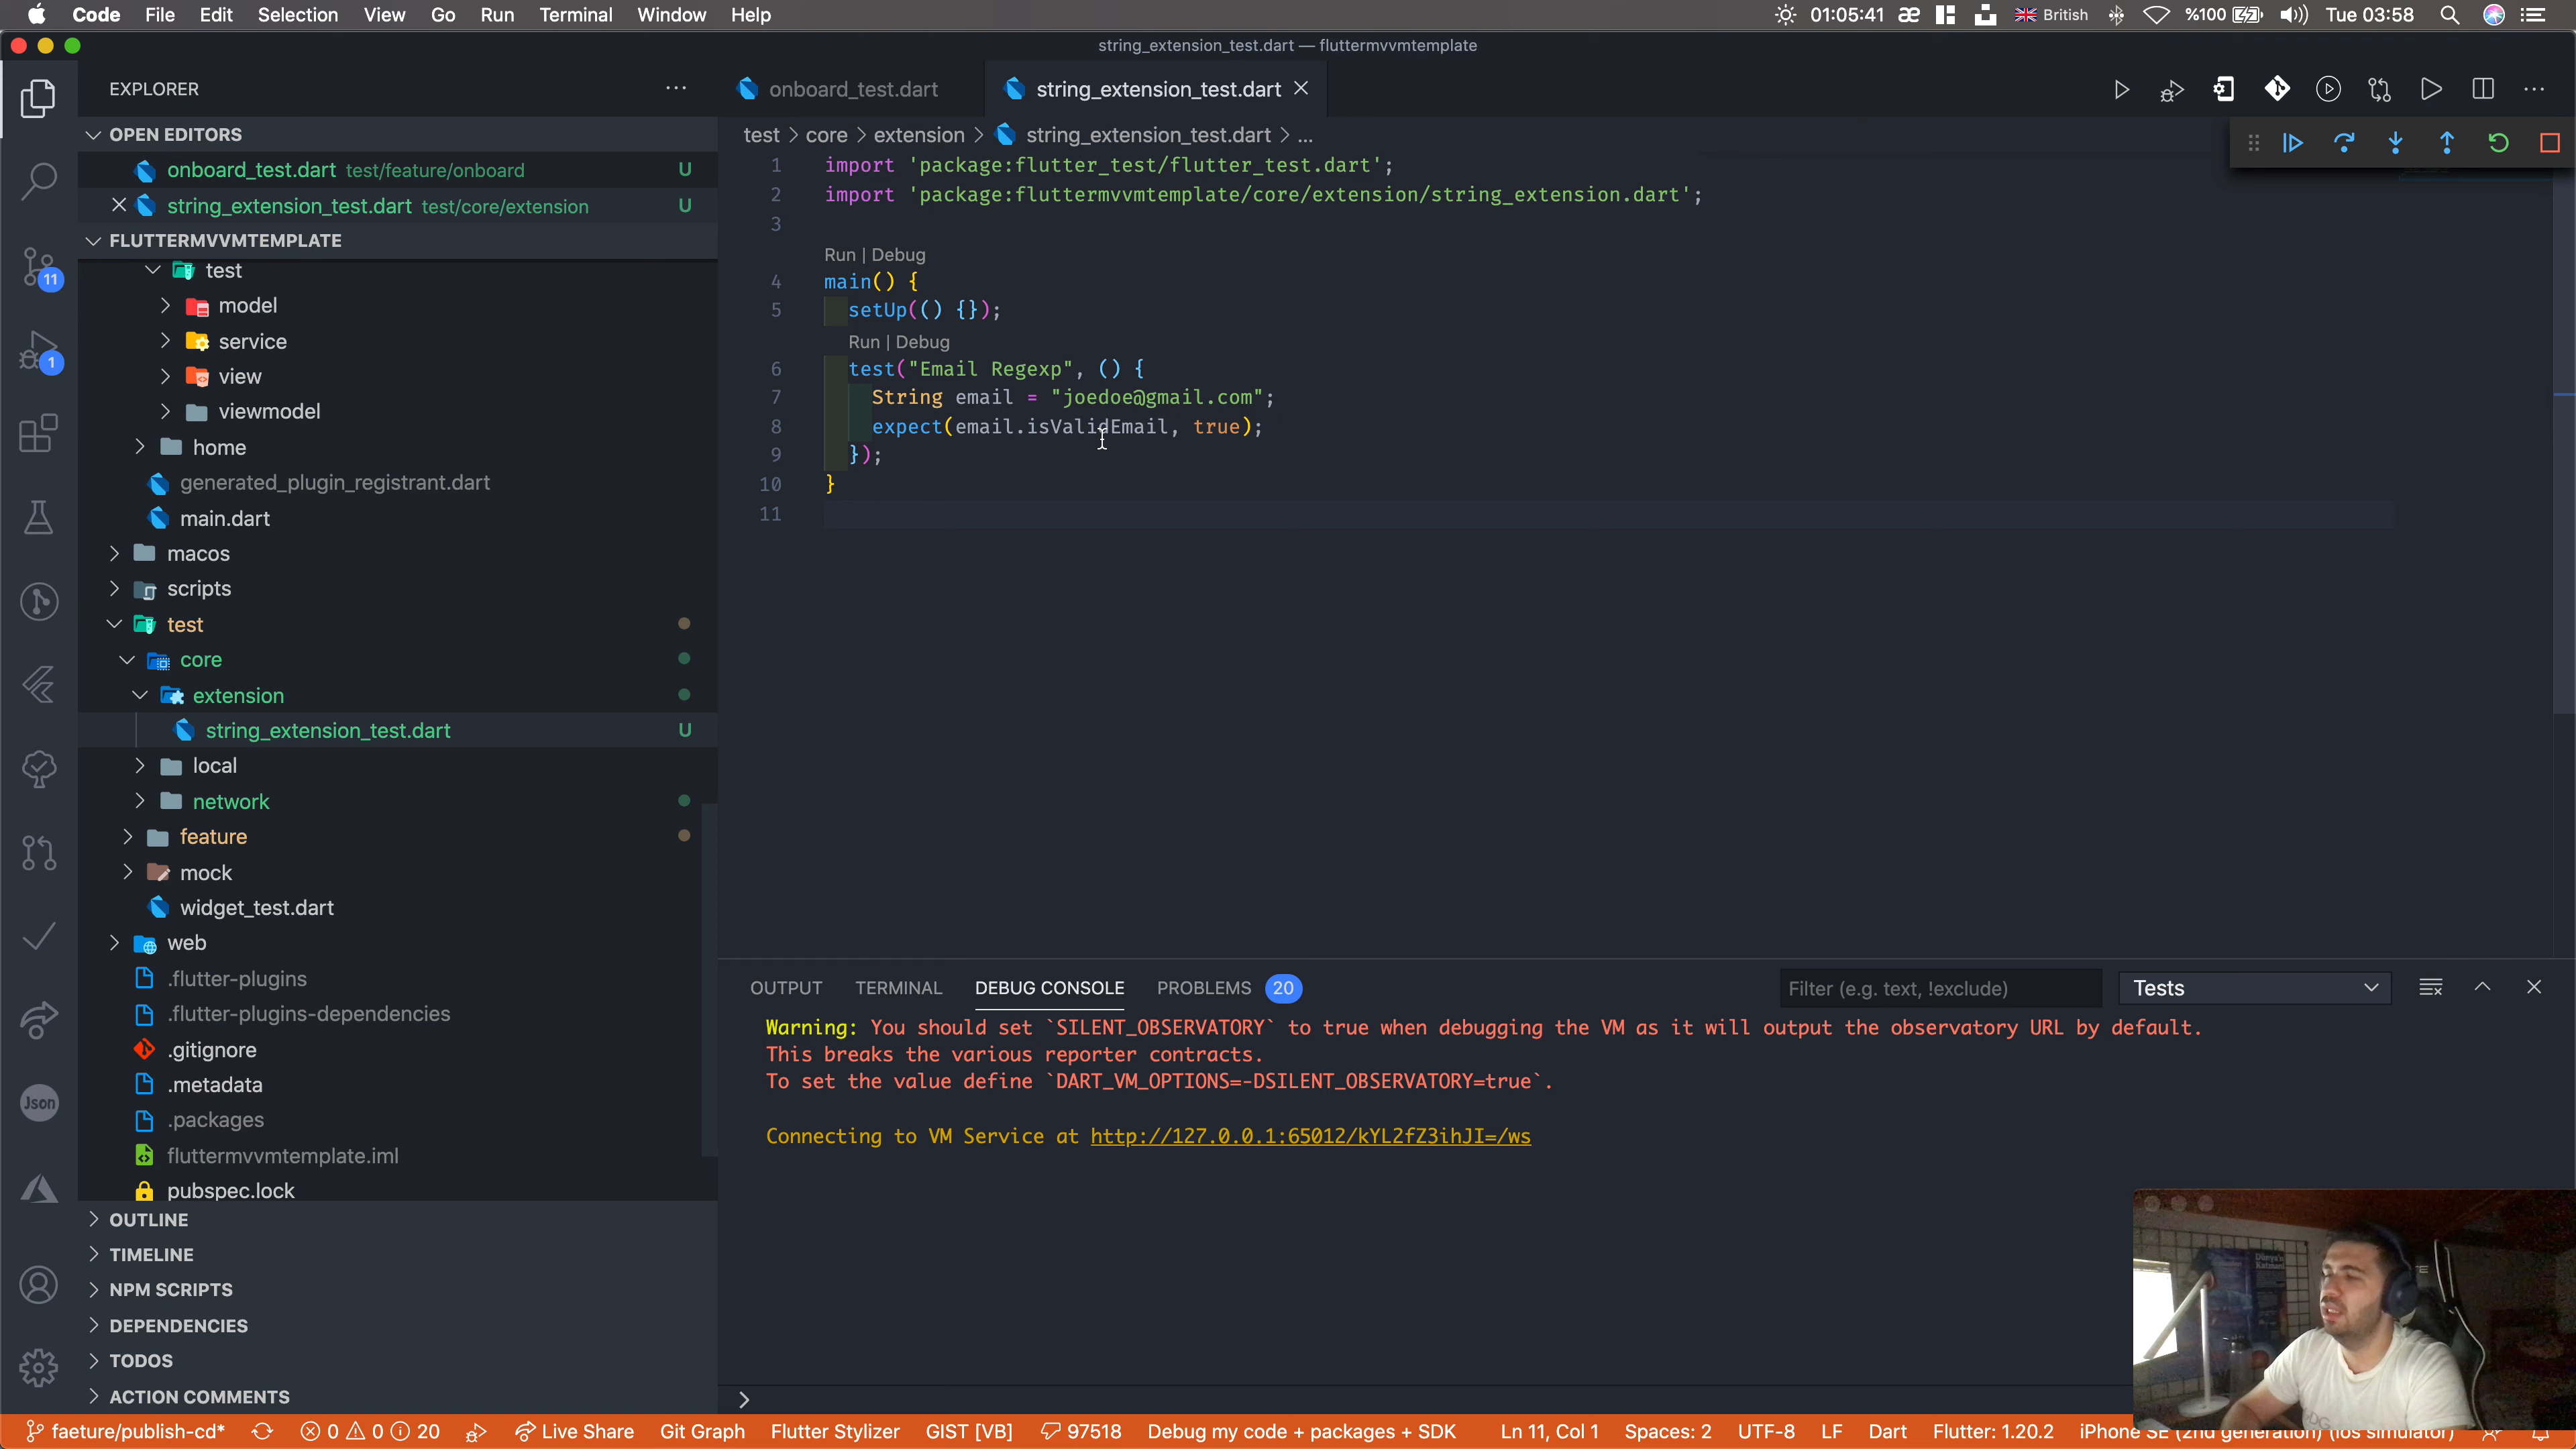 Code File Edit Selection View Go Run Terminal Window Help
01:05:41 British %100 Tue 03:58
string_extension_test.dart — fluttermvvmtemplate
EXPLORER
OPEN EDITORS
onboard_test.dart test/feature/onboard U
string_extension_test.dart test/core/extension U
FLUTTERMVVMTEMPLATE
test
model
service
view
viewmodel
home
generated_plugin_registrant.dart
main.dart
macos
scripts
test
core
extension
string_extension_test.dart U
local
network
feature
mock
widget_test.dart
web
.flutter-plugins
.flutter-plugins-dependencies
.gitignore
.metadata
.packages
fluttermvvmtemplate.iml
pubspec.lock
OUTLINE
TIMELINE
NPM SCRIPTS
DEPENDENCIES
TODOS
ACTION COMMENTS
11
1
Json
onboard_test.dart string_extension_test.dart
test > core > extension > string_extension_test.dart > ...
1 import 'package:flutter_test/flutter_test.dart';
2 import 'package:fluttermvvmtemplate/core/extension/string_extension.dart';
3
Run | Debug
4 main() {
5 setUp(() {});
Run | Debug
6 test("Email Regexp", () {
7 String email = "joedoe@gmail.com";
8 expect(email.isValidEmail, true);
9 });
10 }
11
OUTPUT TERMINAL DEBUG CONSOLE PROBLEMS 20 Filter (e.g. text, !exclude) Tests
Warning: You should set `SILENT_OBSERVATORY` to true when debugging the VM as it will output the observatory URL by default.
This breaks the various reporter contracts.
To set the value define `DART_VM_OPTIONS=-DSILENT_OBSERVATORY=true`.
Connecting to VM Service at http://127.0.0.1:65012/kYL2fZ3ihJI=/ws
faeture/publish-cd* 0 0 20 Live Share Git Graph Flutter Stylizer GIST [VB] 97518 Debug my code + packages + SDK Ln 11, Col 1 Spaces: 2 UTF-8 LF Dart Flutter: 1.20.2 iPhone SE (2nd generation) (ios simulator)